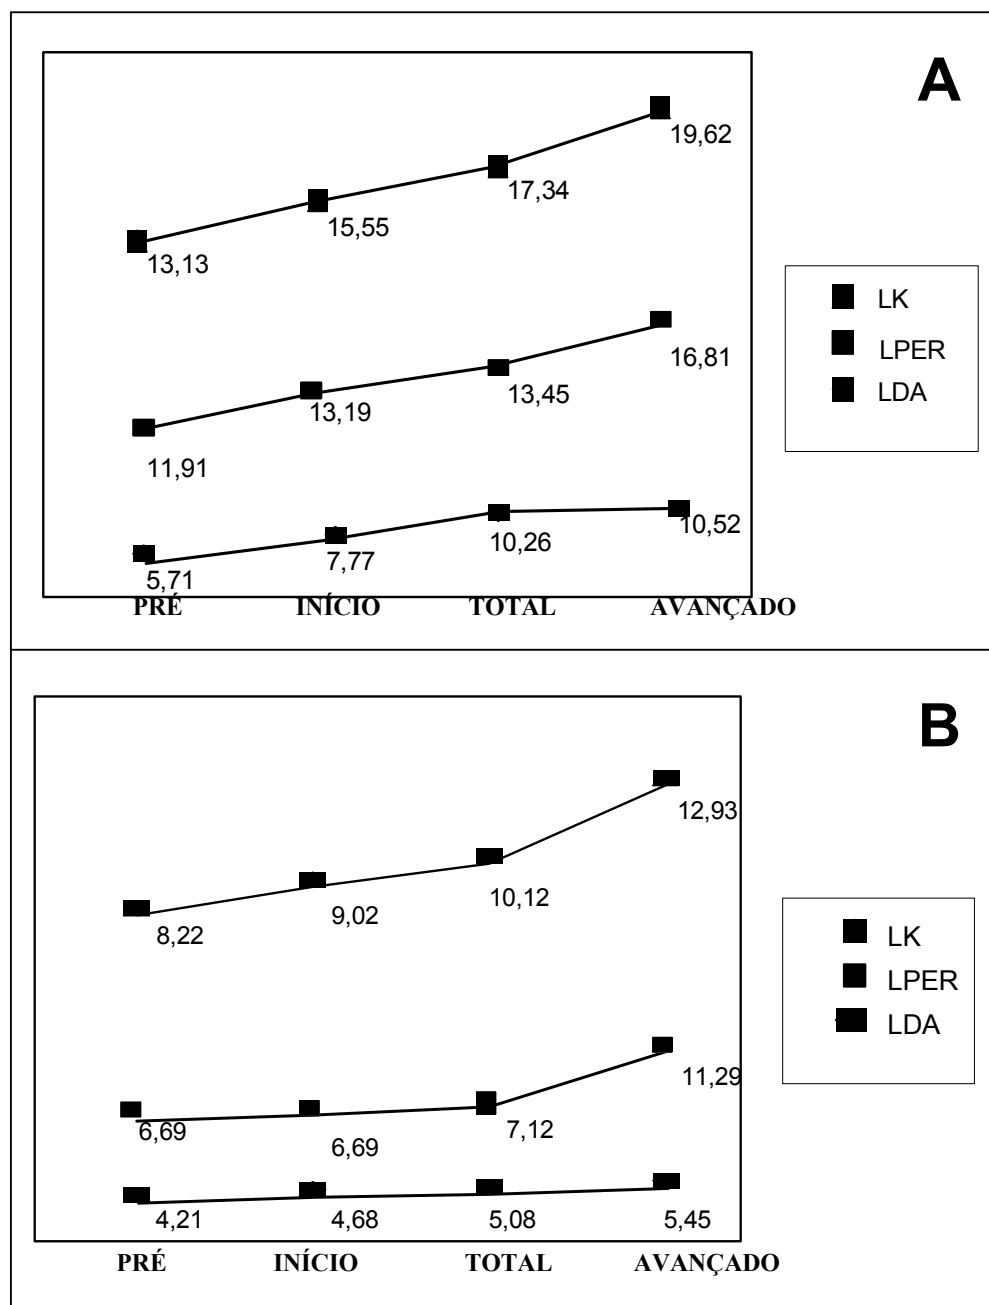 A
19,62
17,34
15,55
13,13
LK
LPER
LDA
16,81
13,45
13,19
11,91
10,52
10,26
7,77
5,71
PRÉ INÍCIO TOTAL AVANÇADO
B
12,93
10,12
9,02
8,22
LK
LPER
LDA
11,29
7,12
6,69
6,69
4,21 4,68 5,08 5,45
PRÉ INÍCIO TOTAL AVANÇADO